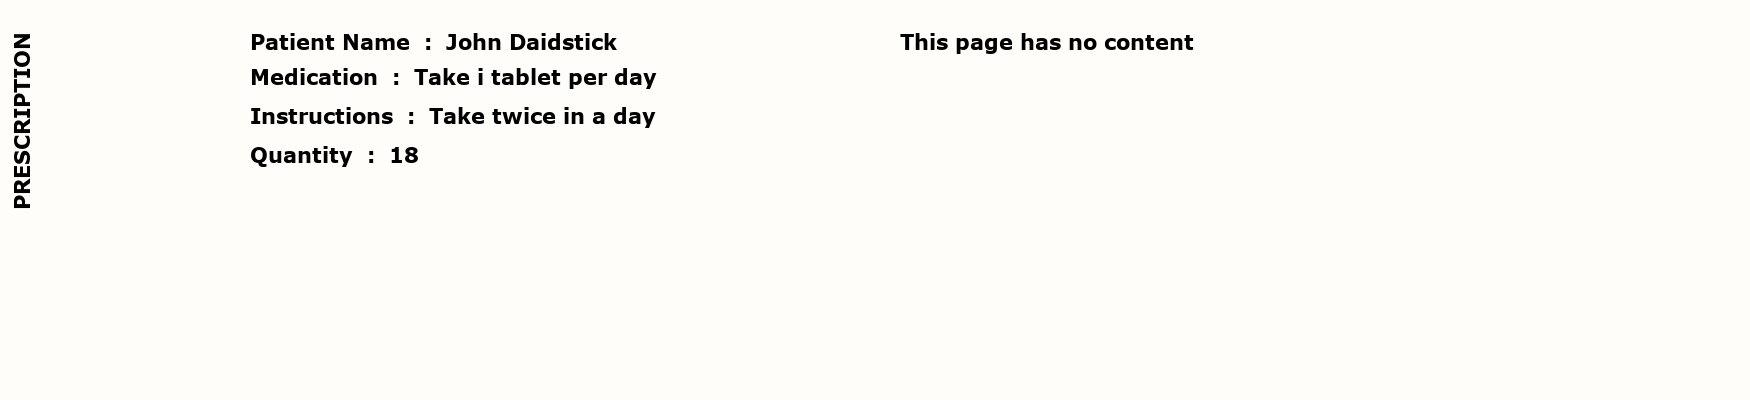 PRESCRIPTION
Patient Name : John Daidstick
Medication : Take i tablet per day
Instructions : Take twice in a day
Quantity : 18
This page has no content